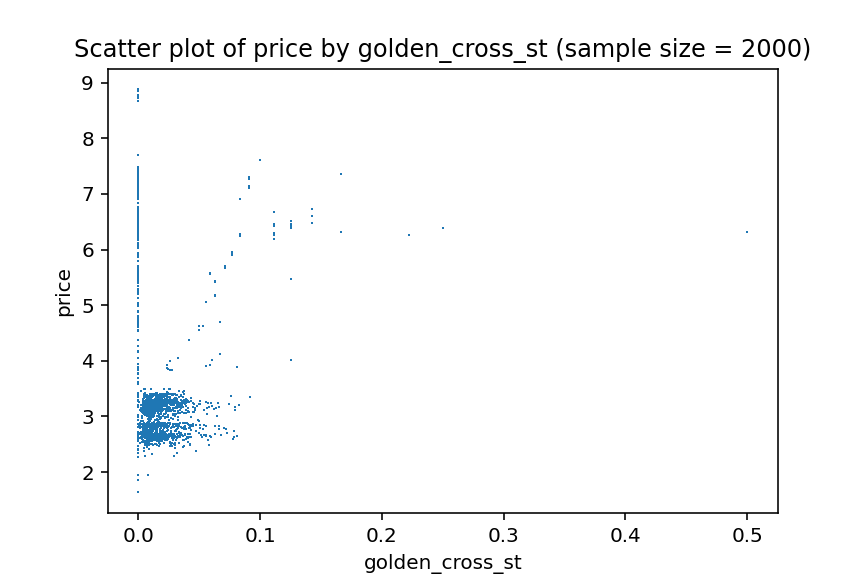 Scatter plot of price by golden_cross_st (sample size = 2000)
9
8
7
6
5
4
3
2
price
0.0 0.1 0.2 0.3 0.4 0.5
golden_cross_st